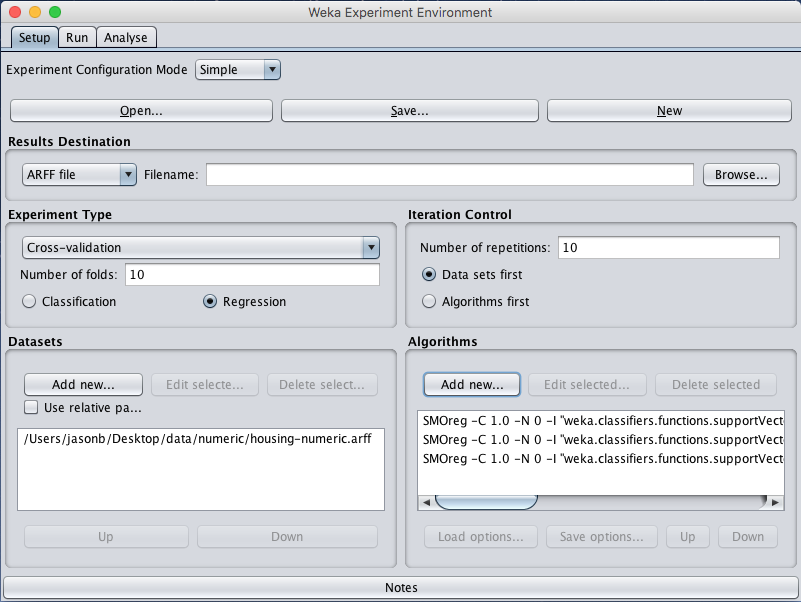 Weka Experiment Environment
Setup Run Analyse
Experiment Configuration Mode Simple
Open... Save... New
Results Destination
ARFF file Filename: Browse...
Experiment Type Iteration Control
Cross-validation Number of repetitions: 10
Number of folds: 10 Data sets first
Classification Regression Algorithms first
Datasets Algorithms
Add new... Edit selecte... Delete select... Add new... Edit selected... Delete selected
Use relative pa...
/Users/jasonb/Desktop/data/numeric/housing-numeric.arff SMOreg -C 1.0 -N 0 -I "weka.classifiers.functions.supportVect
SMOreg -C 1.0 -N 0 -I "weka.classifiers.functions.supportVect
SMOreg -C 1.0 -N 0 -I "weka.classifiers.functions.supportVect
Up Down Load options... Save options... Up Down
Notes